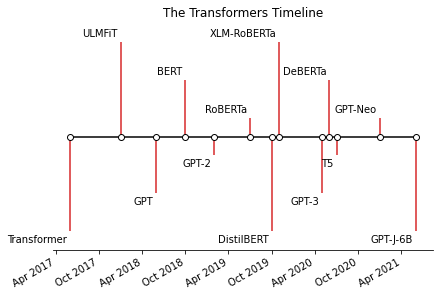 The Transformers Timeline
ULMFiT
XLM-RoBERTa
BERT
DeBERTa
RoBERTa
GPT-Neo
GPT-2
T5
GPT
GPT-3
Transformer
DistilBERT
GPT-J-6B
Apr 2017
Oct 2017
Apr 2018
Oct 2018
Apr 2019
Oct 2019
Apr 2020
Oct 2020
Apr 2021